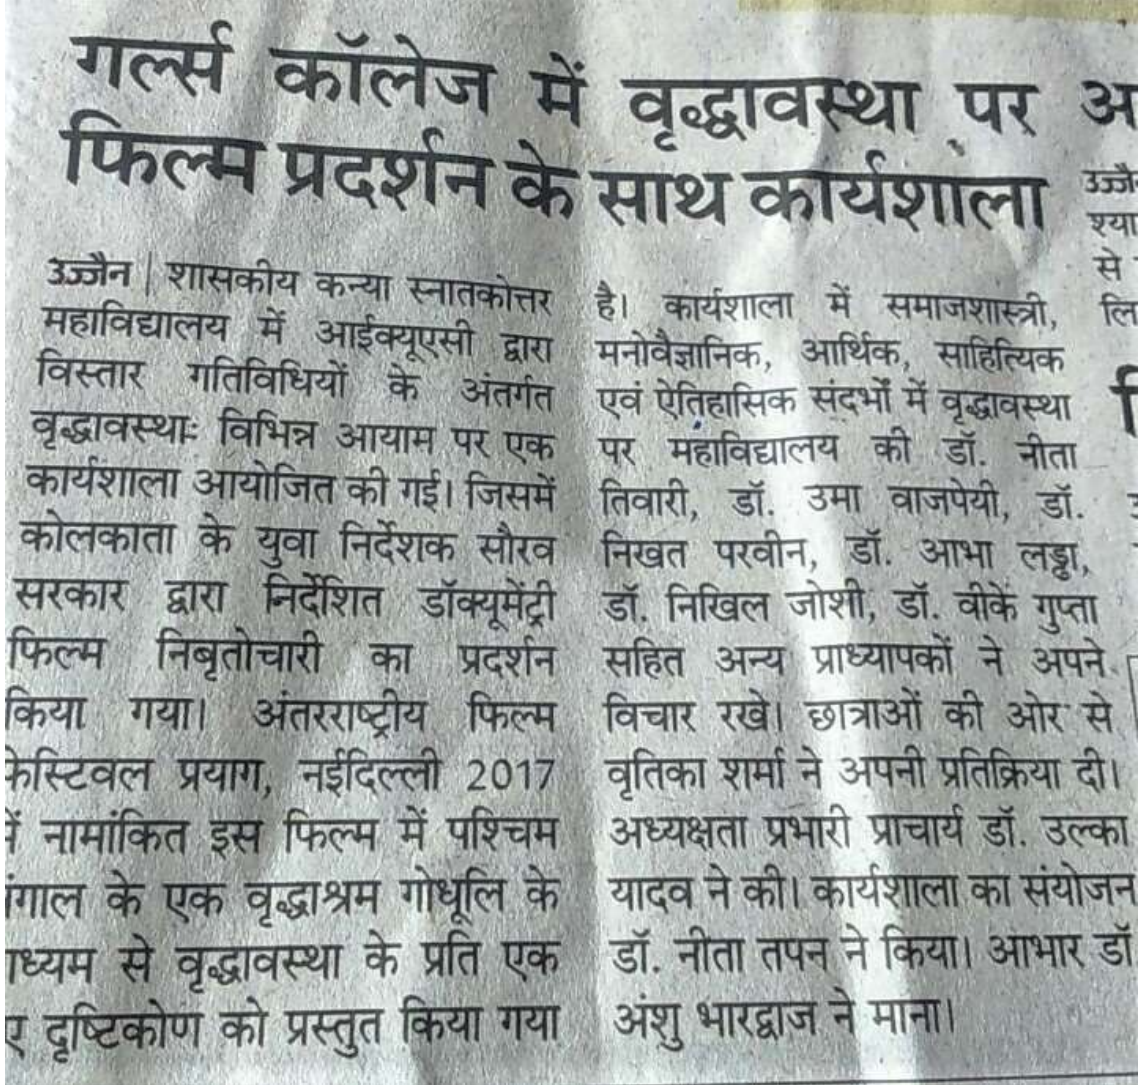 गर्ल्स कॉलेज में वृद्धावस्था पर
फिल्म प्रदर्शन के साथ कार्यशाला
उज्जैन | शासकीय कन्या स्नातकोत्तर
महाविद्यालय में आईक्यूएसी द्वारा
विस्तार गतिविधियों के अंतर्गत
वृद्धावस्थाः विभिन्न आयाम पर एक
कार्यशाला आयोजित की गई। जिसमें
कोलकाता के युवा निर्देशक सौरव
सरकार द्वारा निर्देशित डॉक्यूमेंट्री
फिल्म निबृतोचारी का प्रदर्शन
किया गया। अंतरराष्ट्रीय फिल्म
फेस्टिवल प्रयाग, नईदिल्ली 2017
में नामांकित इस फिल्म में पश्चिम
के एक वृद्धाश्रम गोधूलि के
से वृद्धावस्था के प्रति एक
दृष्टिकोण को प्रस्तुत किया गया
है। कार्यशाला में समाजशास्त्री,
मनोवैज्ञानिक, आर्थिक, साहित्यिक
एवं ऐतिहासिक संदर्भों में वृद्धावस्था
पर महाविद्यालय की डॉ. नीता
तिवारी, डॉ. उमा वाजपेयी, डॉ.
निखत परवीन, डॉ. आभा लड्ढा,
डॉ. निखिल जोशी, डॉ. वीकें गुप्ता
सहित अन्य प्राध्यापकों ने अपने
विचार रखे। छात्राओं की ओर से
वृतिका शर्मा ने अपनी प्रतिक्रिया दी।
अध्यक्षता प्रभारी प्राचार्य डॉ. उल्का
यादव ने की। कार्यशाला का संयोजन
डॉ. नीता तपन ने किया। आभार डॉ
अंशु भारद्वाज ने माना।